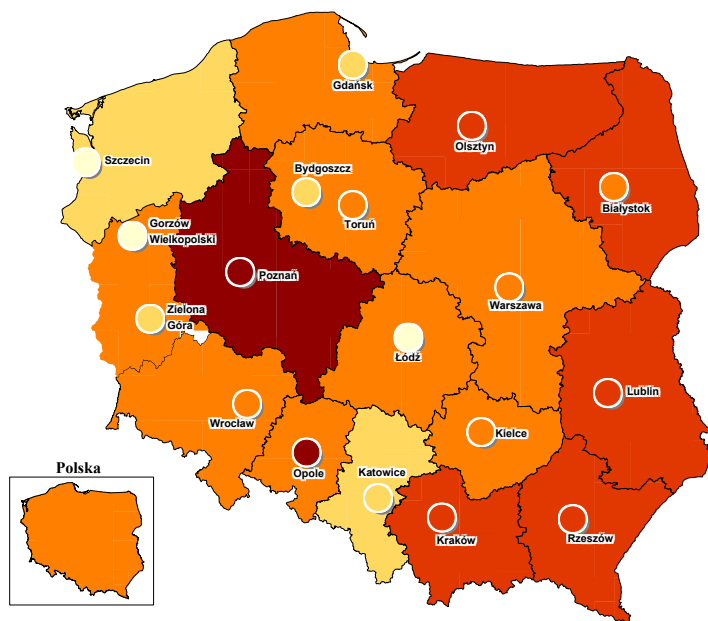 Gdańsk
Olsztyn
Szczecin
Bydgoszcz
Białystok
Toruń
Gorzów
Wielkopolski
Poznań
Warszawa
Zielona
Góra
Łódź
Lublin
Wrocław
Kielce
Opole
Katowice
Polska
Kraków
Rzeszów